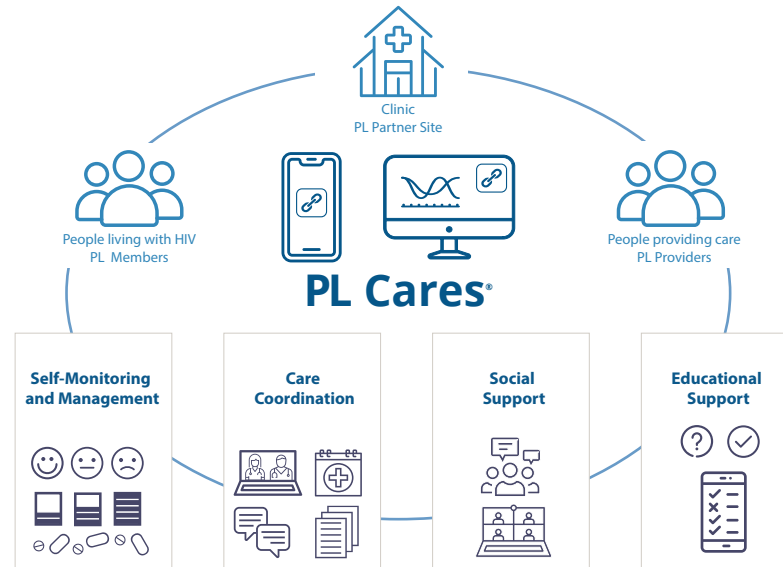 Clinic
PL Partner Site
People living with HIV
PL Members
People providing care
PL Providers
PL Cares®
Self-Monitoring
and Management
Care
Coordination
Social
Support
Educational
Support